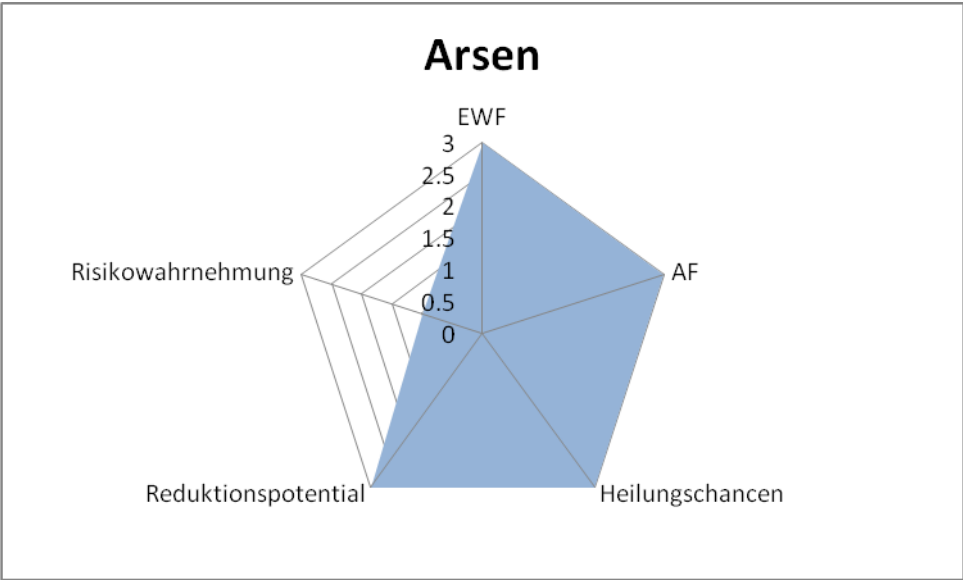 Arsen
EWF
3
2.5
2
1.5
1
0.5
0
Risikowahrnehmung
AF
Reduktionspotential
Heilungschancen